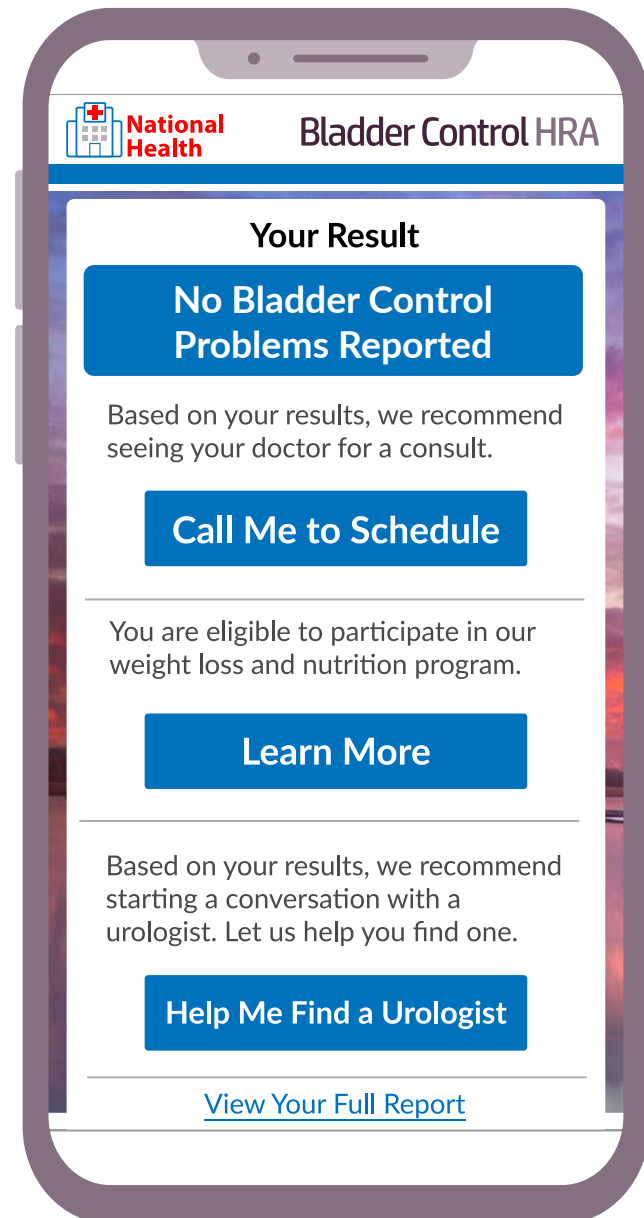 National
Health
Bladder Control HRA
Your Result
No Bladder Control
Problems Reported
Based on your results, we recommend
seeing your doctor for a consult.
Call Me to Schedule
You are eligible to participate in our
weight loss and nutrition program.
Learn More
Based on your results, we recommend
starting a conversation with a
urologist. Let us help you find one.
Help Me Find a Urologist
View Your Full Report